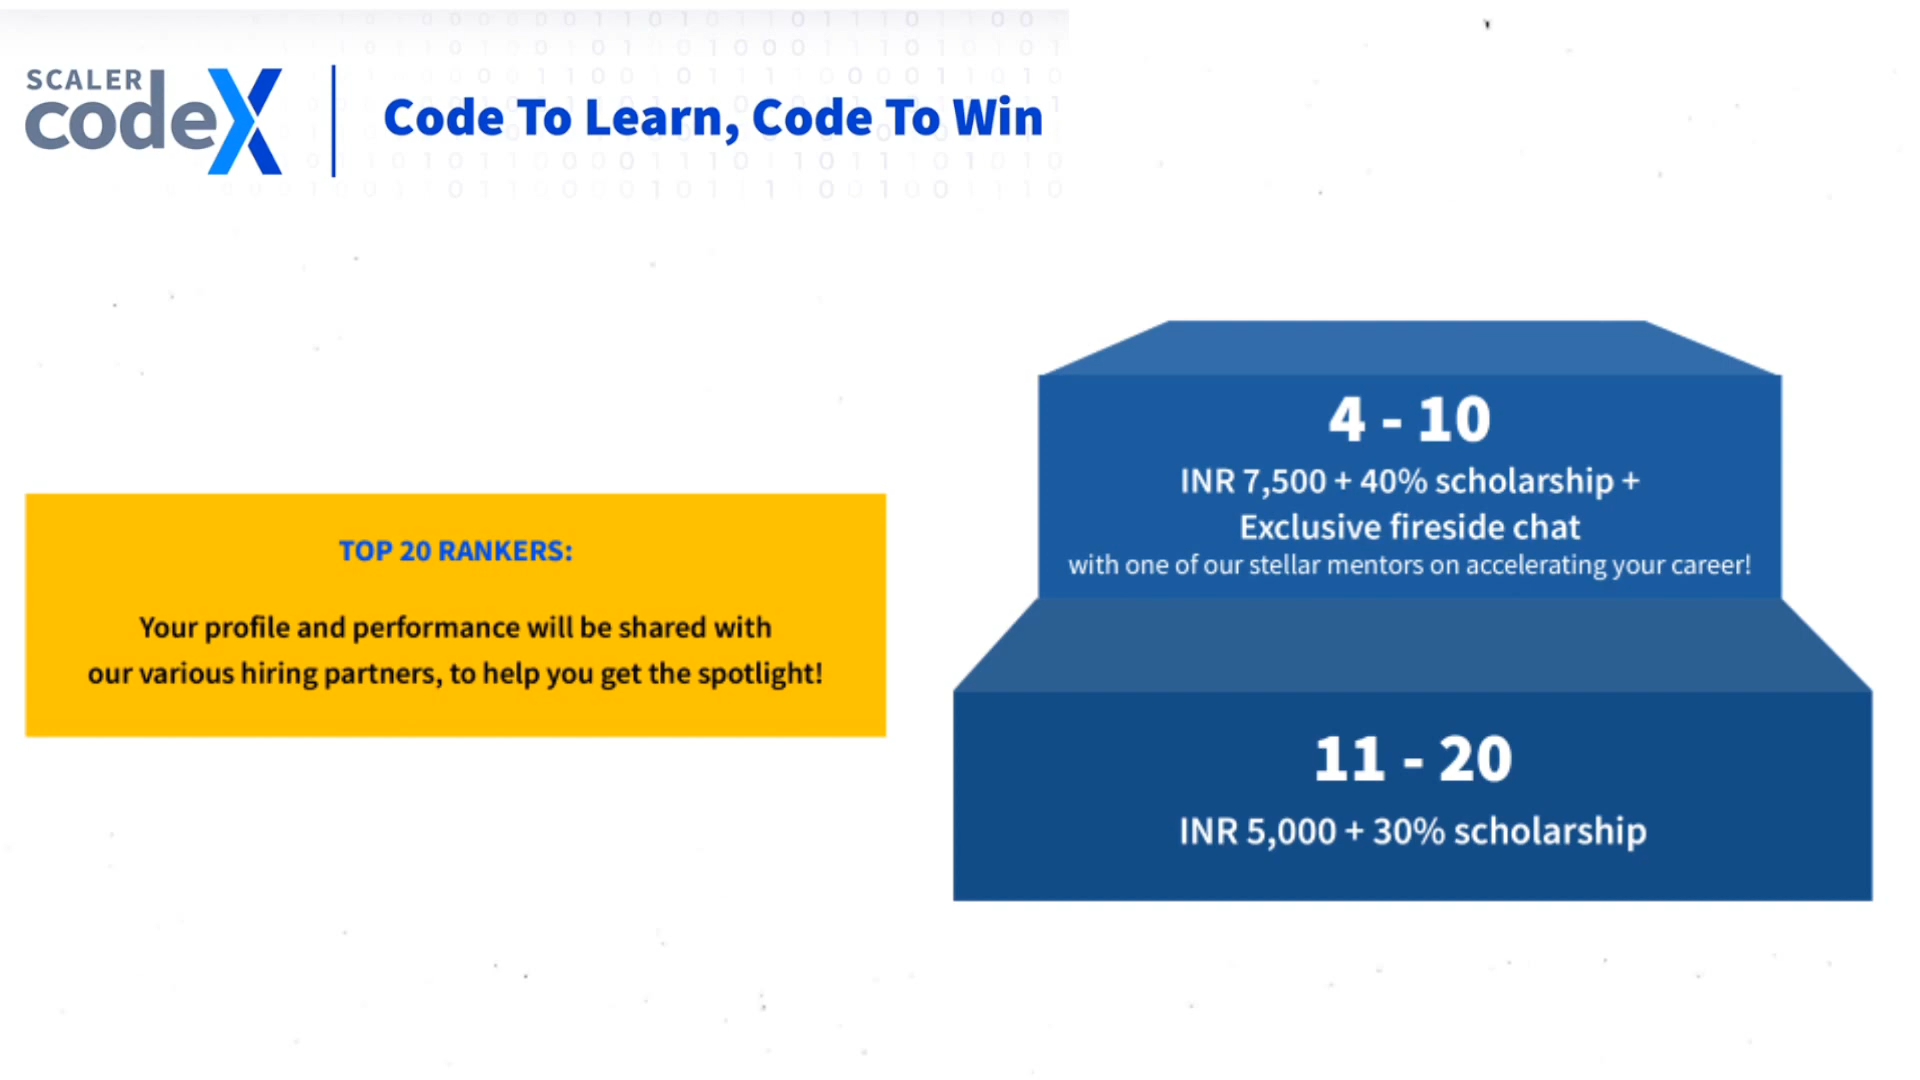 SCALER
codeX
Code To Learn, Code To Win
TOP 20 RANKERS:
Your profile and performance will be shared with
our various hiring partners, to help you get the spotlight!
4 - 10
INR 7,500 + 40% scholarship +
Exclusive fireside chat
with one of our stellar mentors on accelerating your career!
11 - 20
INR 5,000 + 30% scholarship